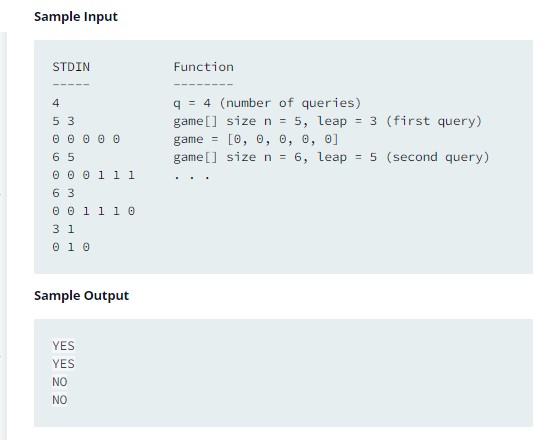 Sample Input
STDIN Function
----- --------
4 q = 4 (number of queries)
5 3 game[] size n = 5, leap = 3 (first query)
0 0 0 0 0 game = [0, 0, 0, 0, 0]
6 5 game[] size n = 6, leap = 5 (second query)
0 0 0 1 1 1 . . .
6 3
0 0 1 1 1 0
3 1
0 1 0
Sample Output
YES
YES
NO
NO